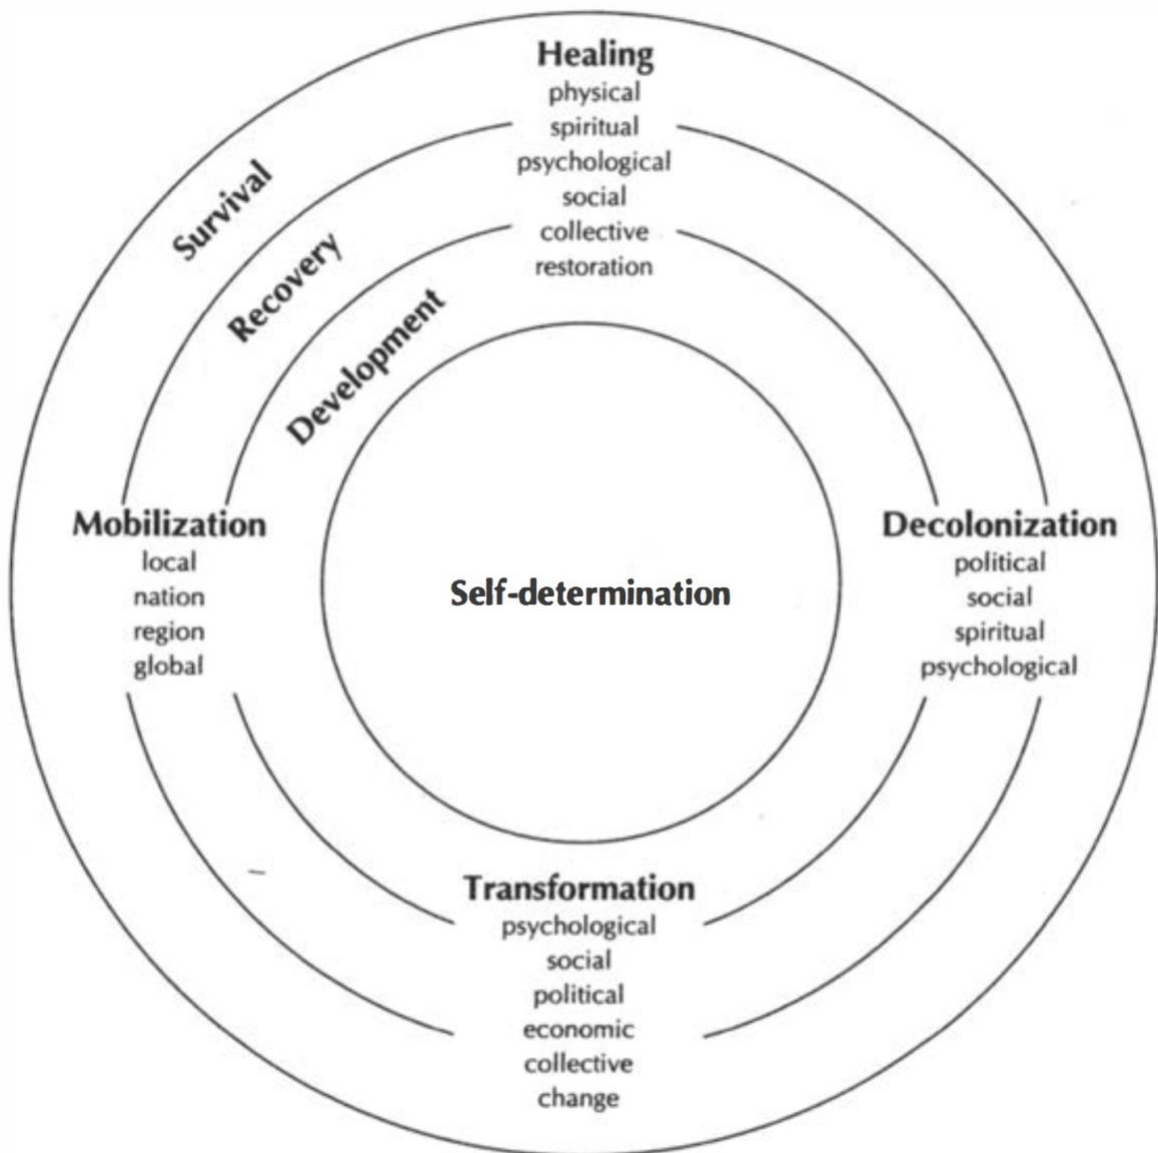 Healing
physical
spiritual
psychological
social
collective
restoration
Survival
Recovery
Development
Mobilization
local
nation
region
global
Self-determination
Decolonization
political
social
spiritual
psychological
Transformation
psychological
social
political
economic
collective
change